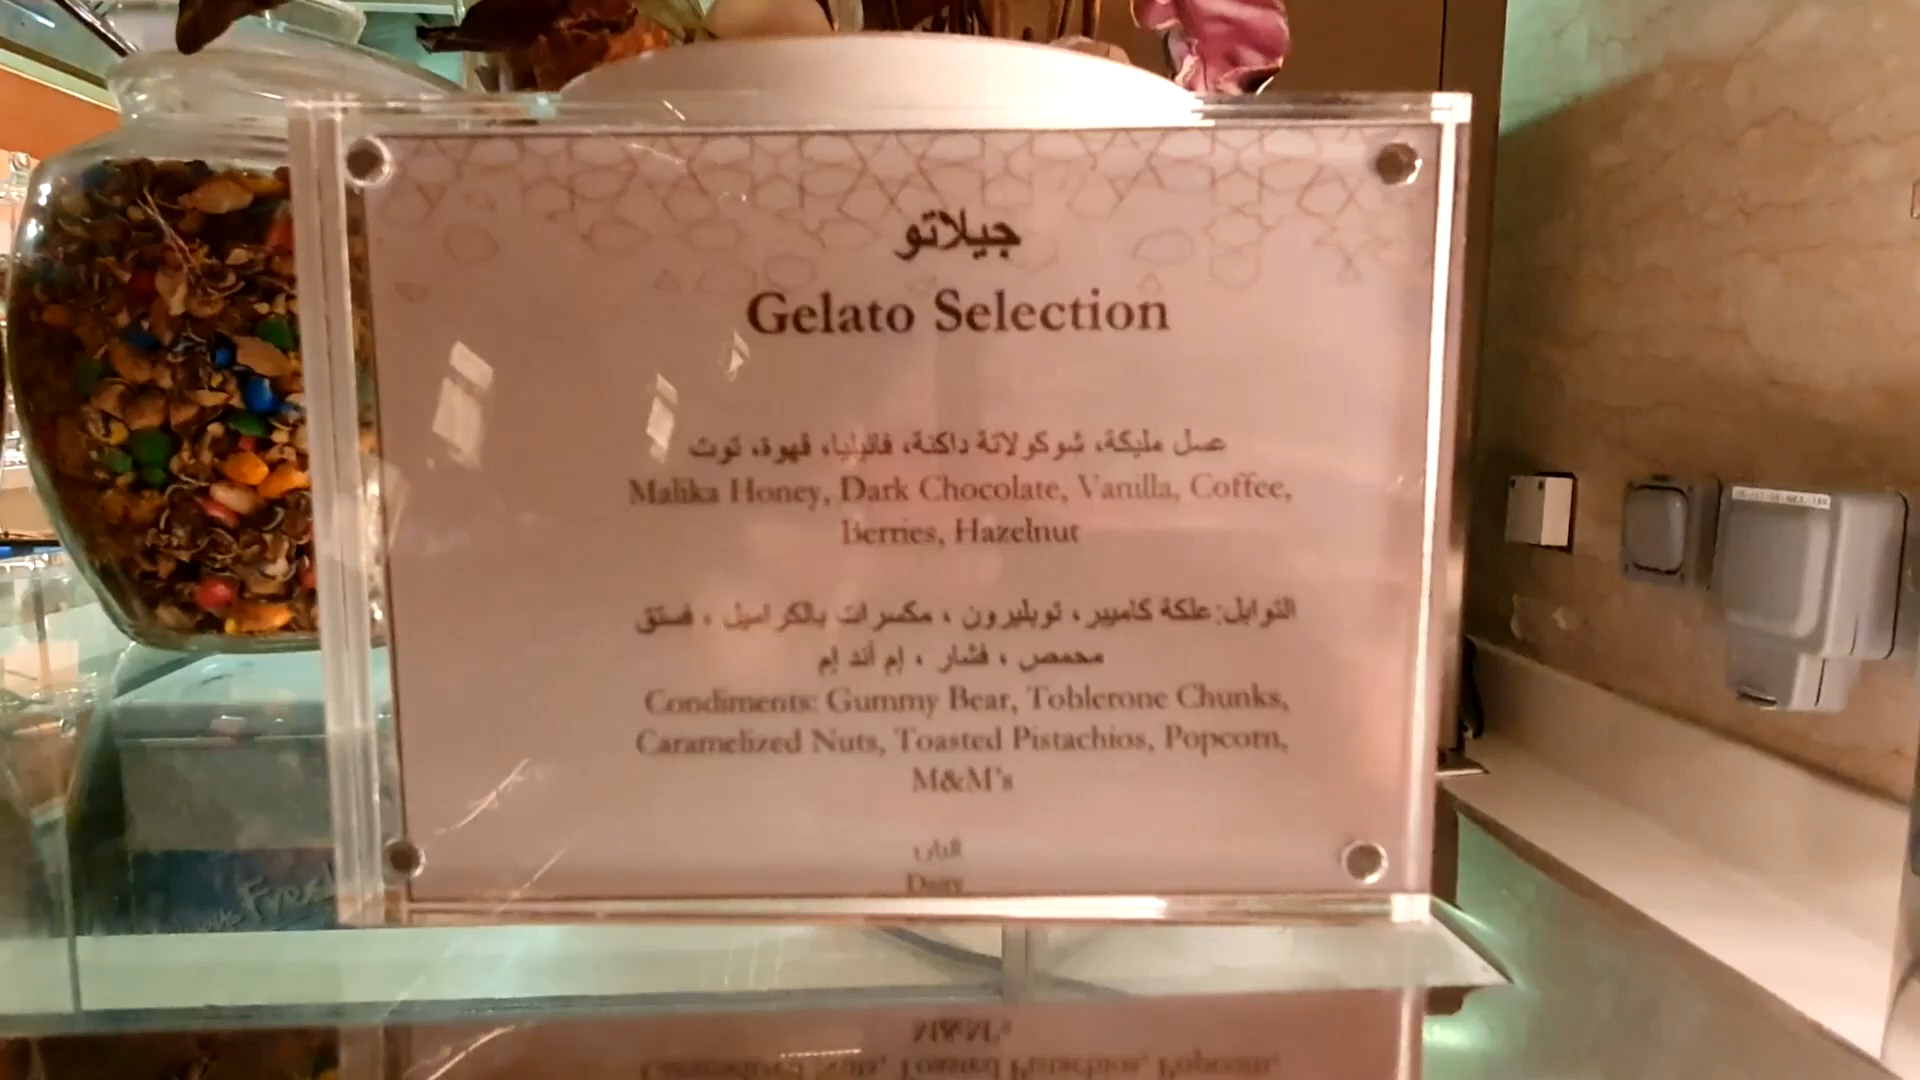 جيلاتو
Gelato Selection
عسل مليكة، شوكولاتة داكنة، فانيليا، قهوة، توت
Malika Honey, Dark Chocolate, Vanilla, Coffee,
Berries, Hazelnut
التوابل: علكة كاميير، توبليرون ، مكسرات بالكراميل ، فستق
محمص ، فشار ، إم أند إم
Condiments: Gummy Bear, Toblerone Chunks,
Caramelized Nuts, Toasted Pistachios, Popcorn,
M&M's
ألبان
Dairy